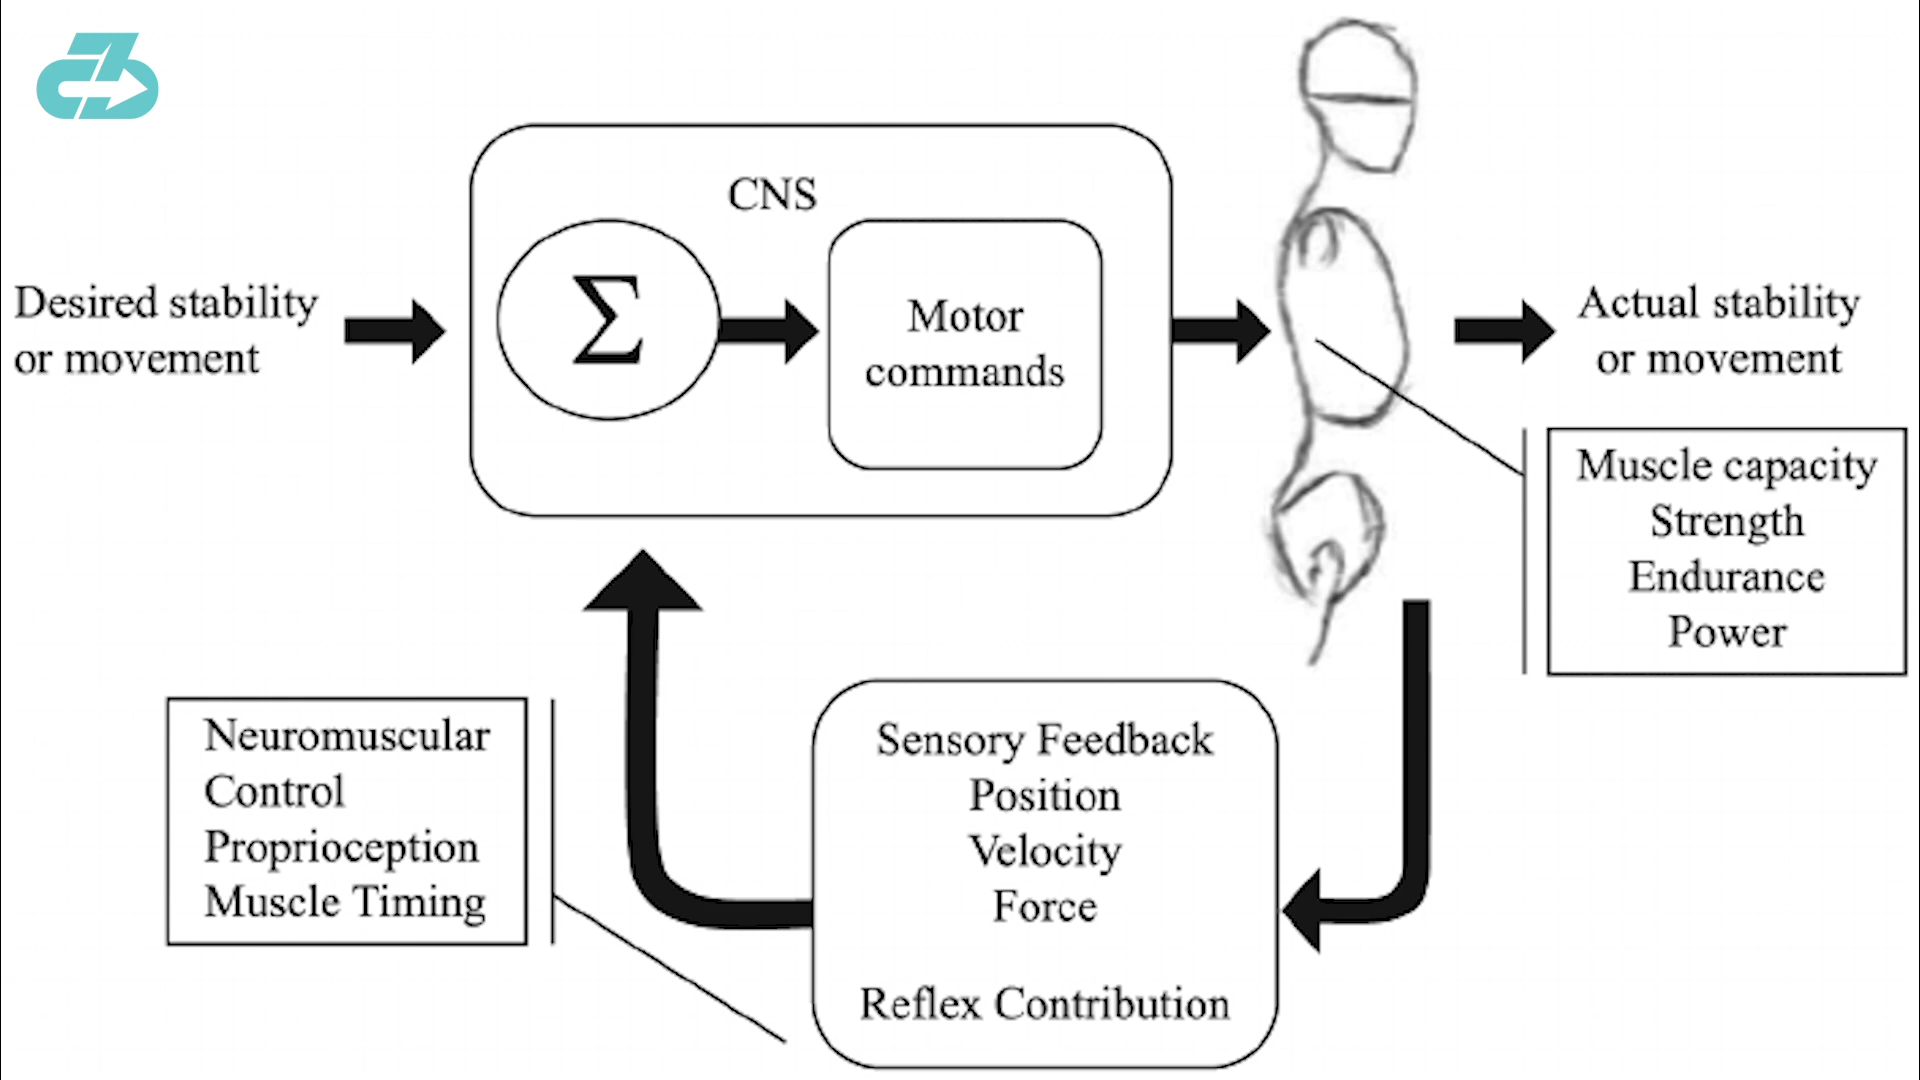 CNS
Desired stability
or movement
Σ
Motor
commands
Actual stability
or movement
Muscle capacity
Strength
Endurance
Power
Neuromuscular
Control
Proprioception
Muscle Timing
Sensory Feedback
Position
Velocity
Force
Reflex Contribution